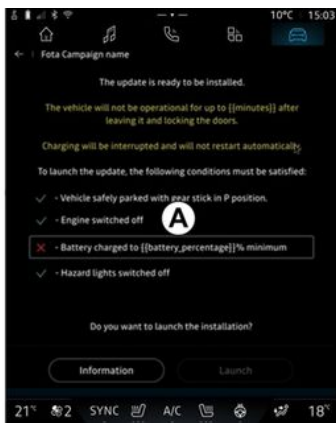 10°C 15:03
Fota Campaign name
The update is ready to be installed.
The vehicle will not be operational for up to {{minutes}} after
leaving it and locking the doors.
Charging will be interrupted and will not restart automatically.
To launch the update, the following conditions must be satisfied:
- Vehicle safely parked with gear stick in P position.
- Engine switched off
A
- Battery charged to {{battery_percentage}}% minimum
- Hazard lights switched off
Do you want to launch the installation?
Information Launch
21°C 2 SYNC A/C 18°C